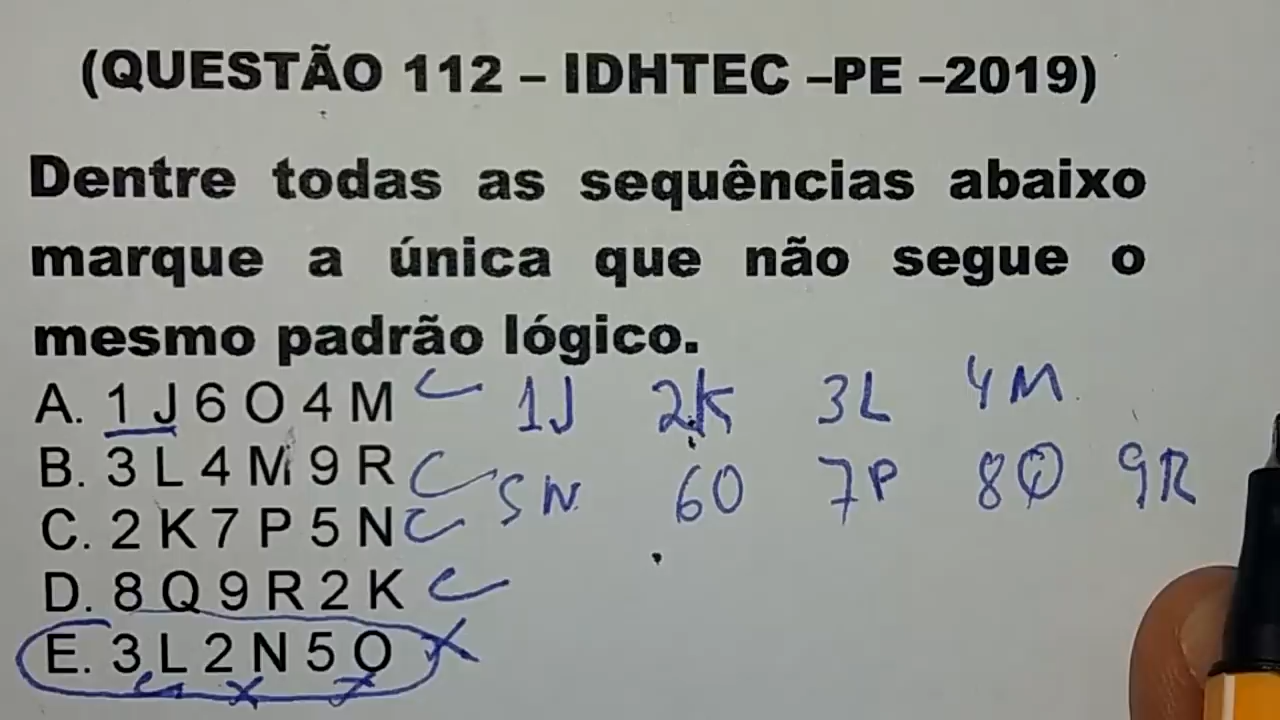 (QUESTÃO 112 – IDHTEC –PE –2019)
Dentre todas as sequências abaixo
marque a única que não segue o
mesmo padrão lógico.
A. 1 J 6 O 4 M C 1J 2K 3L 4M
B. 3 L 4 M 9 R C 5N 6O 7P 8Q 9R
C. 2 K 7 P 5 N C
D. 8 Q 9 R 2 K C
E. 3 L 2 N 5 O X
C X X